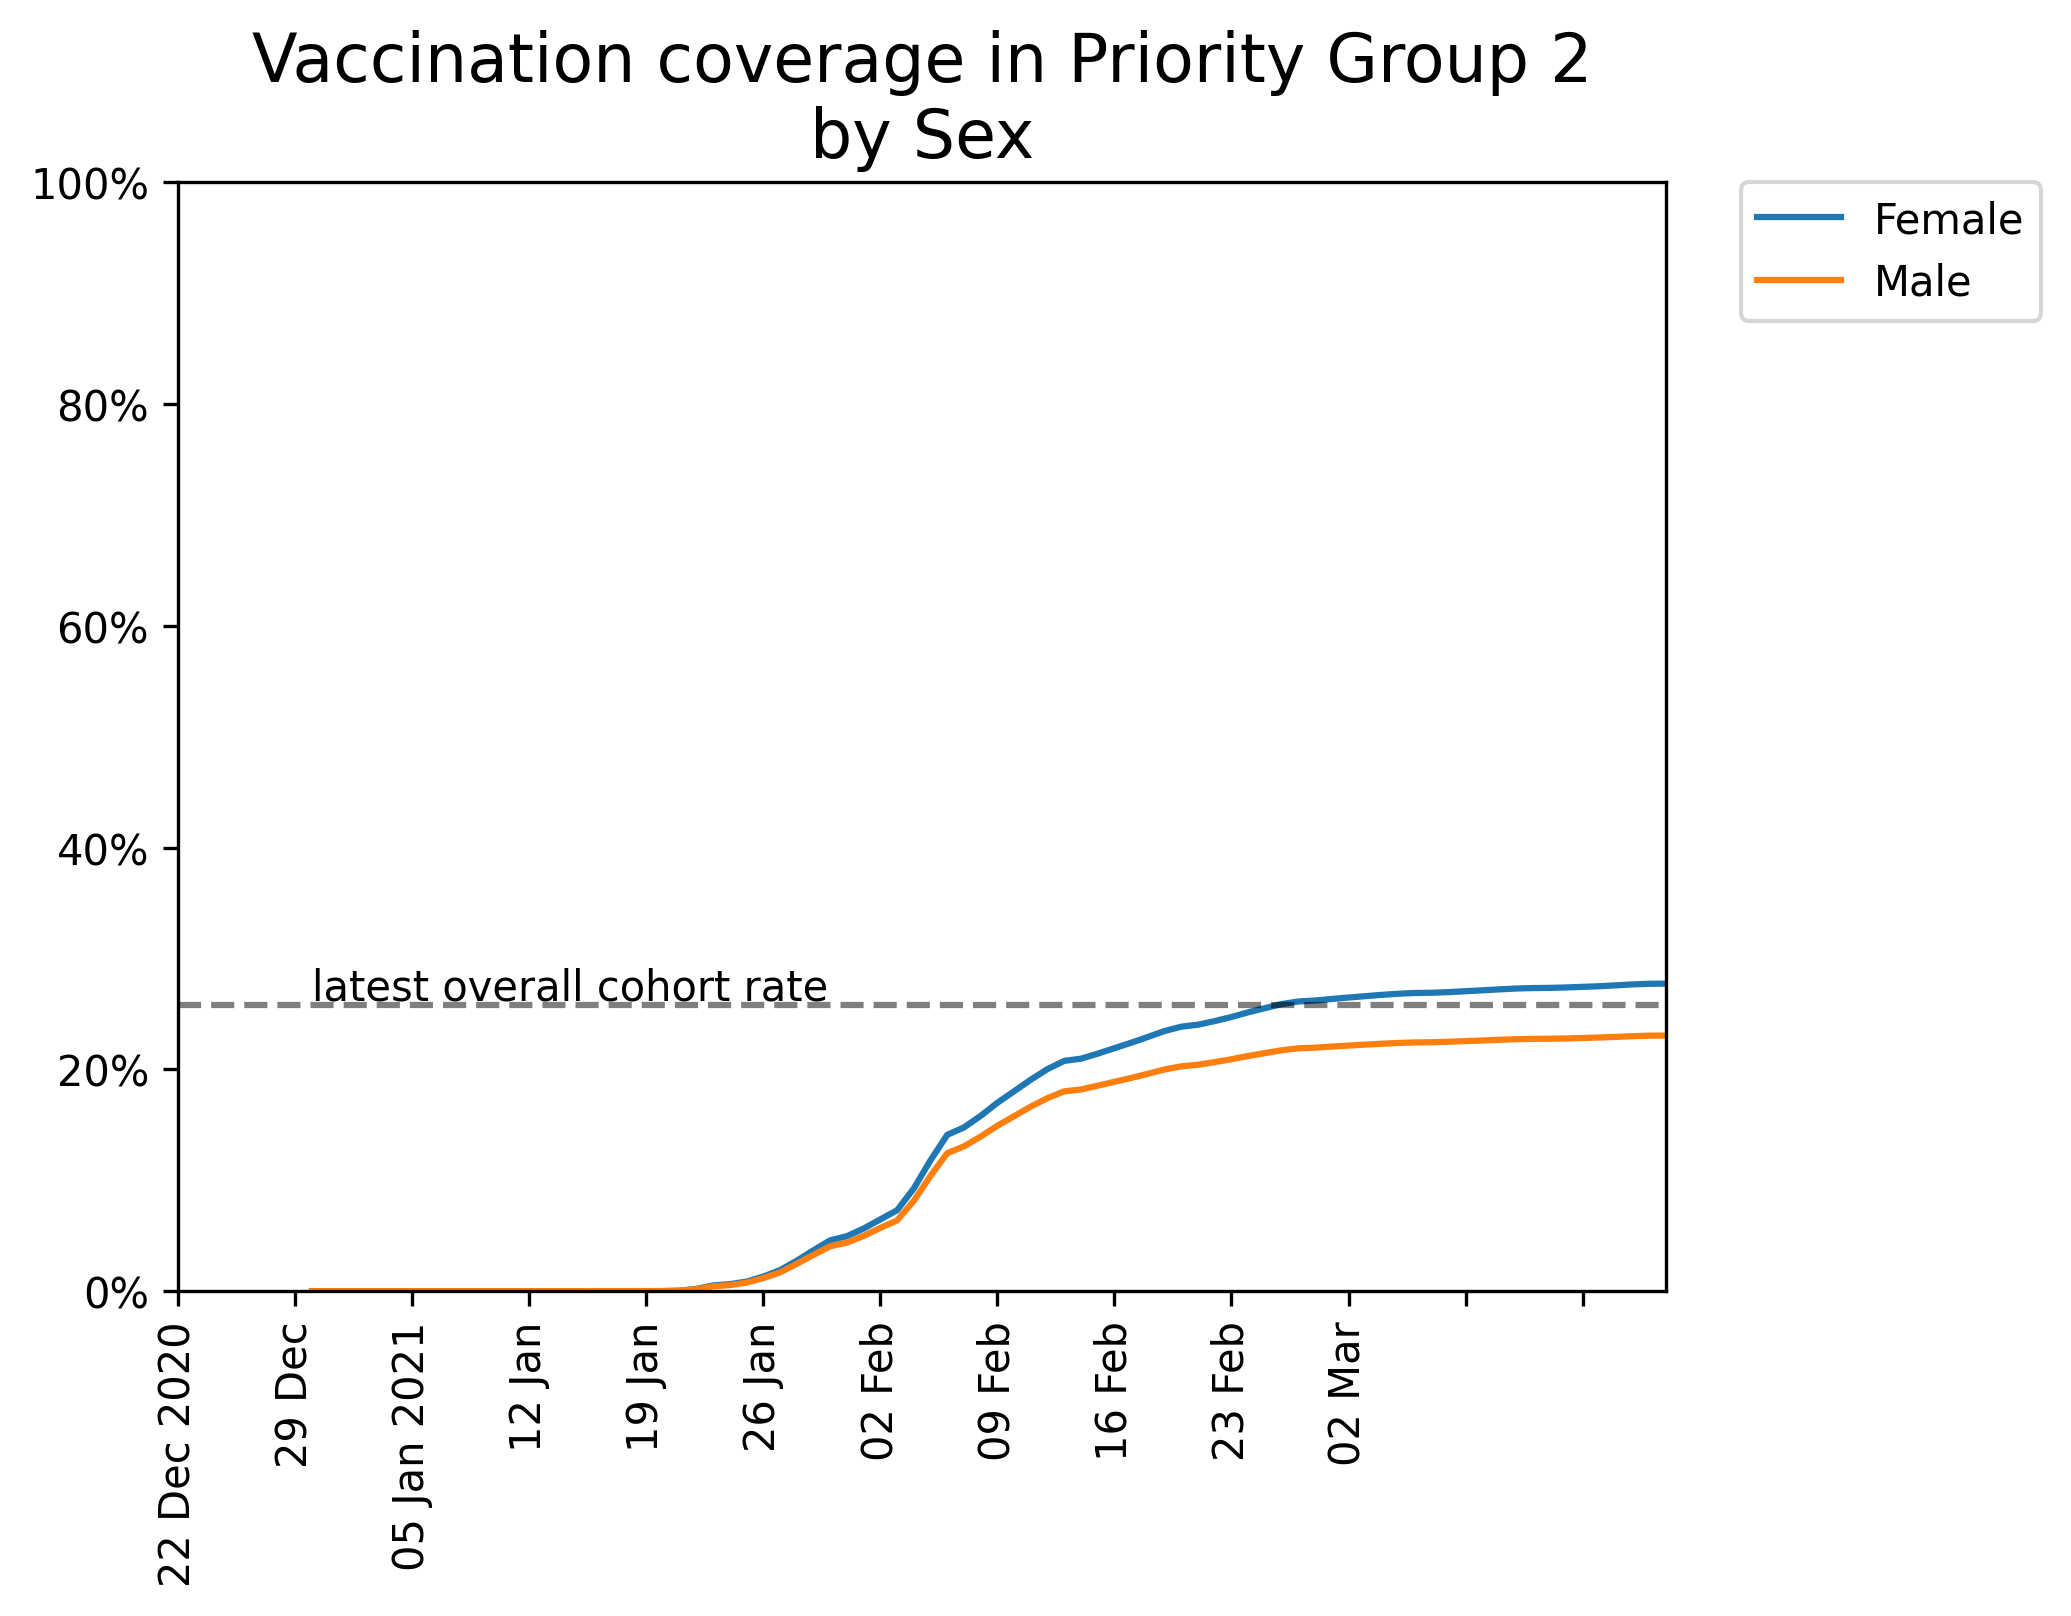 Vaccination coverage in Priority Group 2
by Sex
100%
80%
60%
40%
20%
0%
latest overall cohort rate
Female
Male
22 Dec 2020
29 Dec
05 Jan 2021
12 Jan
19 Jan
26 Jan
02 Feb
09 Feb
16 Feb
23 Feb
02 Mar